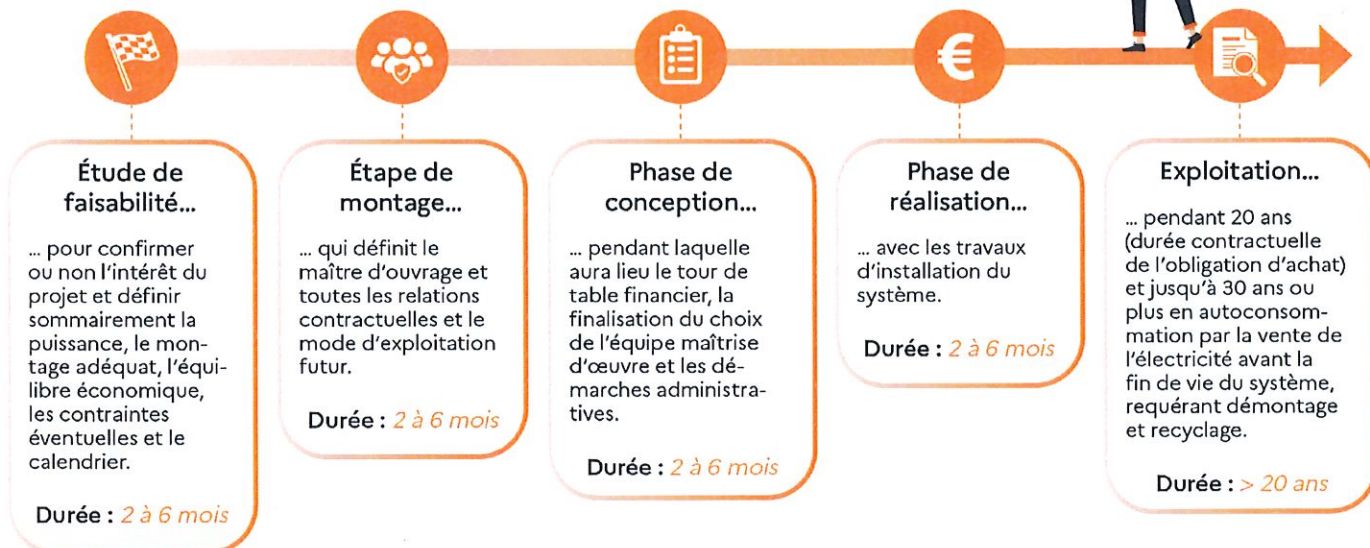 €
Étude de
faisabilité...
... pour confirmer
ou non l'intérêt du
projet et définir
sommairement la
puissance, le mon-
tage adéquat, l'équi-
libre économique,
les contraintes
éventuelles et le
calendrier.
Durée : 2 à 6 mois
Étape de
montage...
... qui définit le
maître d'ouvrage et
toutes les relations
contractuelles et le
mode d'exploitation
futur.
Durée : 2 à 6 mois
Phase de
conception...
... pendant laquelle
aura lieu le tour de
table financier, la
finalisation du choix
de l'équipe maîtrise
d'œuvre et les dé-
marches administra-
tives.
Durée : 2 à 6 mois
Phase de
réalisation...
... avec les travaux
d'installation du
système.
Durée : 2 à 6 mois
Exploitation...
... pendant 20 ans
(durée contractuelle
de l'obligation d'achat)
et jusqu'à 30 ans ou
plus en autoconsom-
mation par la vente de
l'électricité avant la
fin de vie du système,
requérant démontage
et recyclage.
Durée : > 20 ans